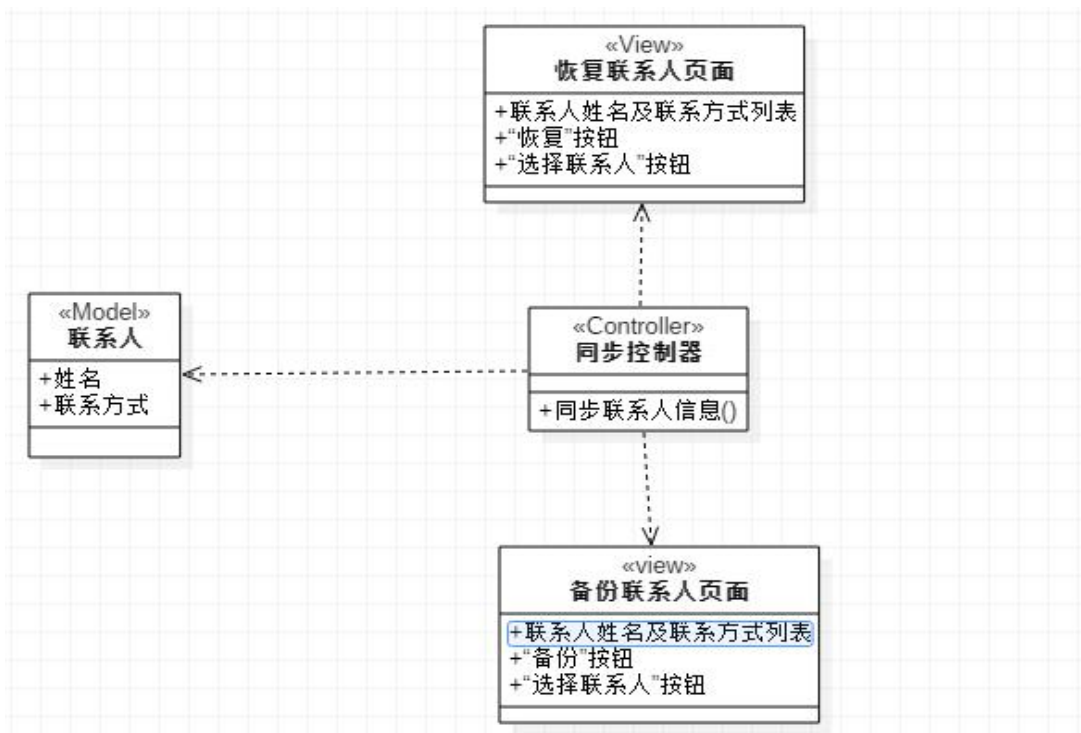 «View»
恢复联系人页面
+联系人姓名及联系方式列表
+“恢复”按钮
+“选择联系人”按钮
«Model»
联系人
+姓名
+联系方式
«Controller»
同步控制器
+同步联系人信息()
«view»
备份联系人页面
+联系人姓名及联系方式列表
+“备份”按钮
+“选择联系人”按钮